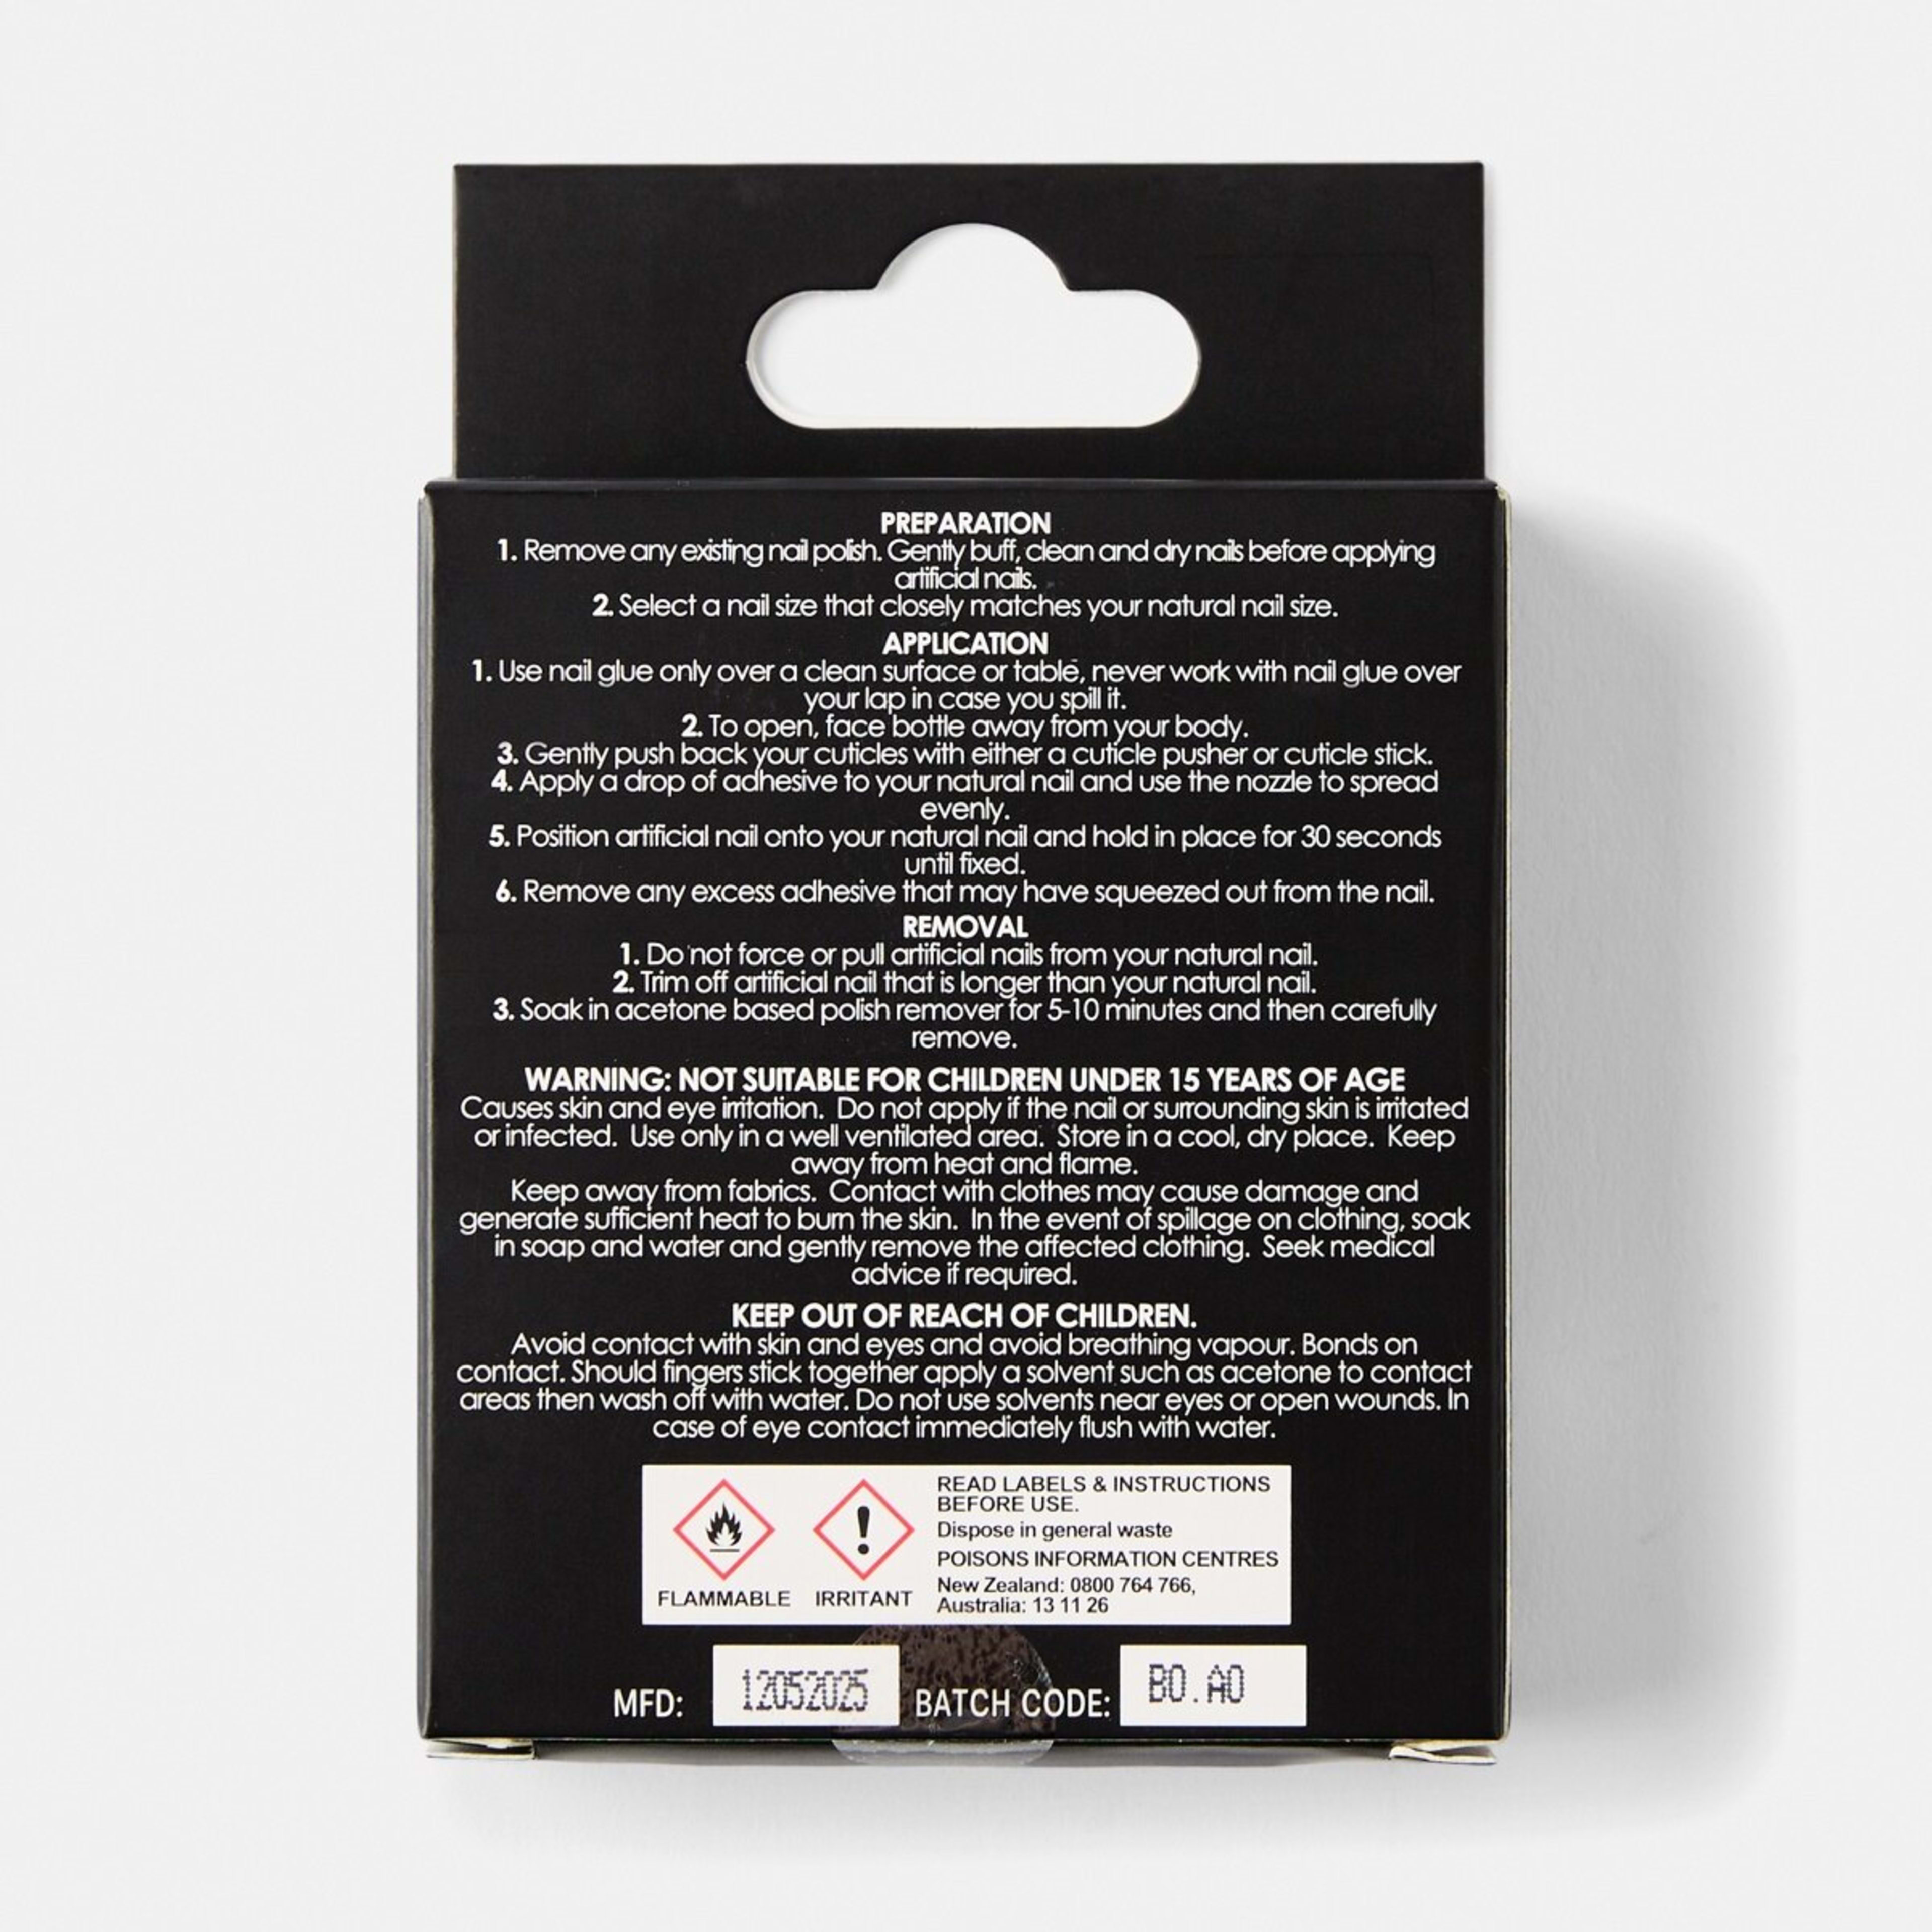 PREPARATION
1. Remove any existing nail polish. Gently buff, clean and dry nails before applying
artificial nails.
2. Select a nail size that closely matches your natural nail size.
APPLICATION
1. Use nail glue only over a clean surface or table, never work with nail glue over
your lap in case you spill it.
2. To open, face bottle away from your body.
3. Gently push back your cuticles with either a cuticle pusher or cuticle stick.
4. Apply a drop of adhesive to your natural nail and use the nozzle to spread
evenly.
5. Position artificial nail onto your natural nail and hold in place for 30 seconds
until fixed.
6. Remove any excess adhesive that may have squeezed out from the nail.
REMOVAL
1. Do not force or pull artificial nails from your natural nail.
2. Trim off artificial nail that is longer than your natural nail.
3. Soak in acetone based polish remover for 5-10 minutes and then carefully
remove.
WARNING: NOT SUITABLE FOR CHILDREN UNDER 15 YEARS OF AGE
Causes skin and eye irritation. Do not apply if the nail or surrounding skin is irritated
or infected. Use only in a well ventilated area. Store in a cool, dry place. Keep
away from heat and flame.
Keep away from fabrics. Contact with clothes may cause damage and
generate sufficient heat to burn the skin. In the event of spillage on clothing, soak
in soap and water and gently remove the affected clothing. Seek medical
advice if required.
KEEP OUT OF REACH OF CHILDREN.
Avoid contact with skin and eyes and avoid breathing vapour. Bonds on
contact. Should fingers stick together apply a solvent such as acetone to contact
areas then wash off with water. Do not use solvents near eyes or open wounds. In
case of eye contact immediately flush with water.
FLAMMABLE IRRITANT
READ LABELS & INSTRUCTIONS
BEFORE USE.
Dispose in general waste
POISONS INFORMATION CENTRES
New Zealand: 0800 764 766,
Australia: 13 11 26
MFD: 12052025 BATCH CODE: BO.AO